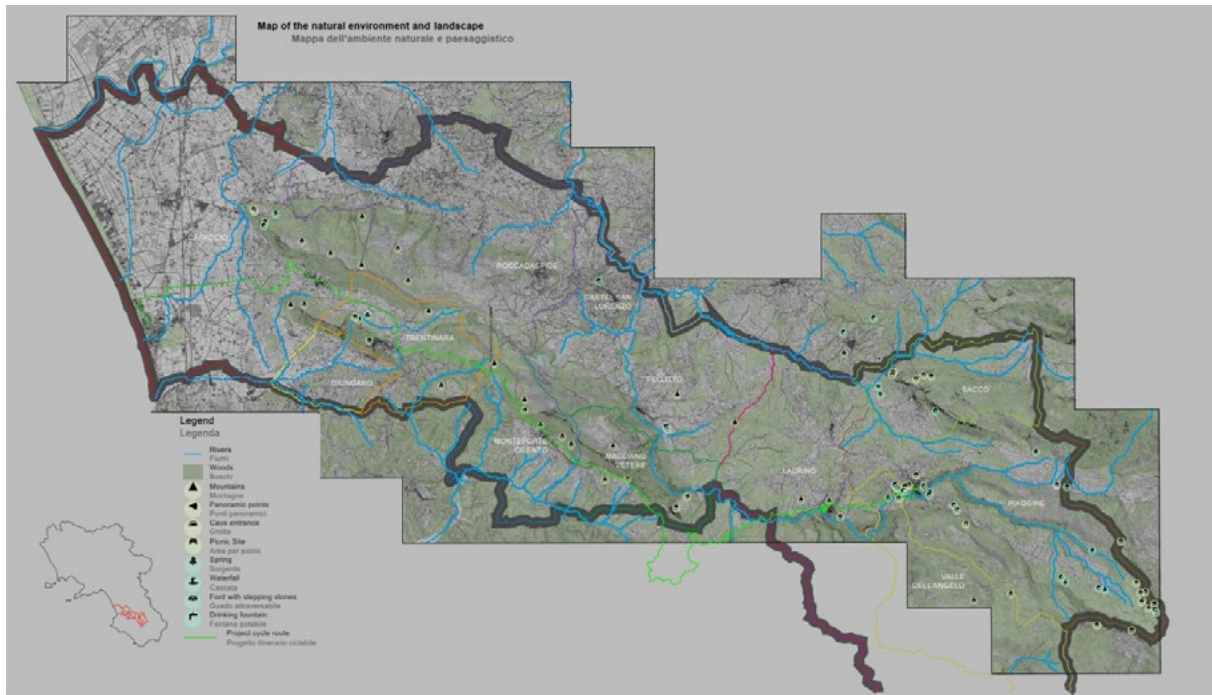 Map of the natural environment and landscape
Mappa dell'ambiente naturale e paesaggistico
CAPACCIO
ROCCADASPIDE
CASTEL SAN
LORENZO
TRENTINARA
GIUNGANO
FELITTO
SACCO
MONTEFORTE
CILENTO
MAGLIANO
VETERE
LAURINO
PIAGGINE
VALLE
DELL'ANGELO
Legend
Legenda
Rivers
Fiumi
Woods
Boschi
Mountains
Montagne
Panoramic points
Punti panoramici
Cave entrance
Grotta
Picnic Site
Area per picnic
Spring
Sorgente
Waterfall
Cascata
Ford with stepping stones
Guado attraversabile
Drinking fountain
Fontana potabile
Project cycle route
Progetto itinerario ciclabile